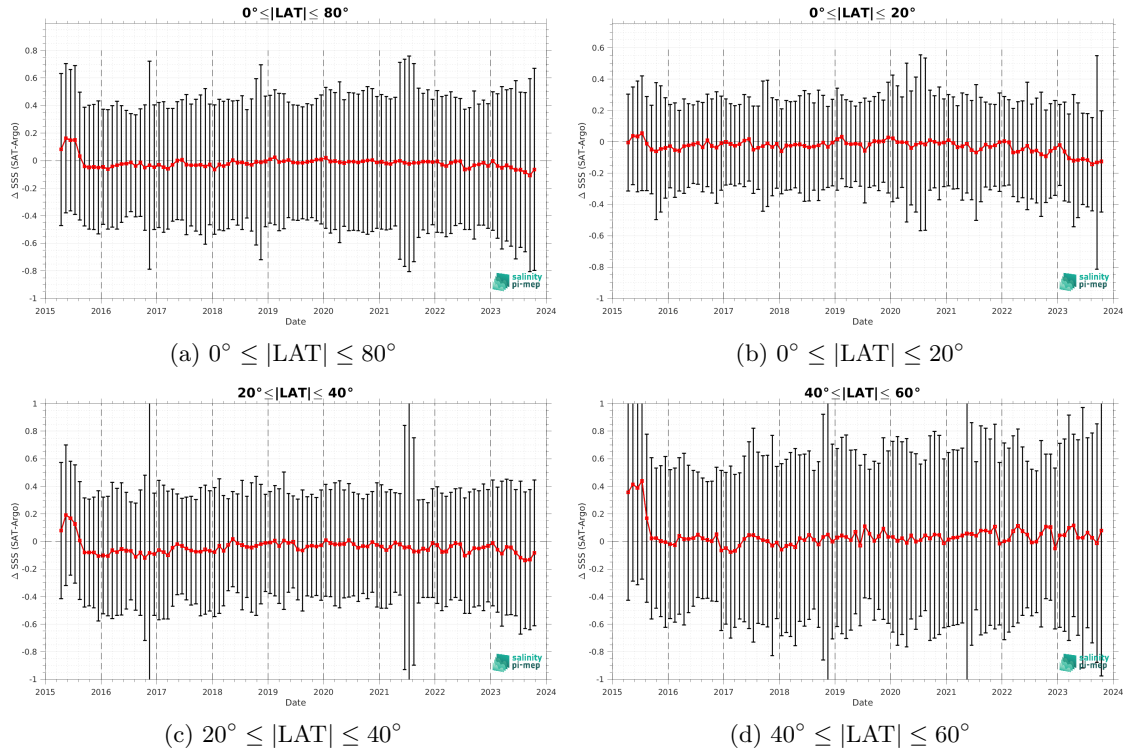 0°≤|LAT|≤ 80°
0.8
0.6
0.4
0.2
0
-0.2
-0.4
-0.6
-0.8
-1
Δ SSS (SAT-Argo)
2015 2016 2017 2018 2019 2020 2021 2022 2023 2024
Date
salinity
pi-mep
(a) 0° ≤ |LAT| ≤ 80°
0°≤|LAT|≤ 20°
0.6
0.4
0.2
0
-0.2
-0.4
-0.6
-0.8
-1
Δ SSS (SAT-Argo)
2015 2016 2017 2018 2019 2020 2021 2022 2023 2024
Date
salinity
pi-mep
(b) 0° ≤ |LAT| ≤ 20°
20°≤|LAT|≤ 40°
1
0.8
0.6
0.4
0.2
0
-0.2
-0.4
-0.6
-0.8
-1
Δ SSS (SAT-Argo)
2015 2016 2017 2018 2019 2020 2021 2022 2023 2024
Date
salinity
pi-mep
(c) 20° ≤ |LAT| ≤ 40°
40°≤|LAT|≤ 60°
1
0.8
0.6
0.4
0.2
0
-0.2
-0.4
-0.6
-0.8
-1
Δ SSS (SAT-Argo)
2015 2016 2017 2018 2019 2020 2021 2022 2023 2024
Date
salinity
pi-mep
(d) 40° ≤ |LAT| ≤ 60°